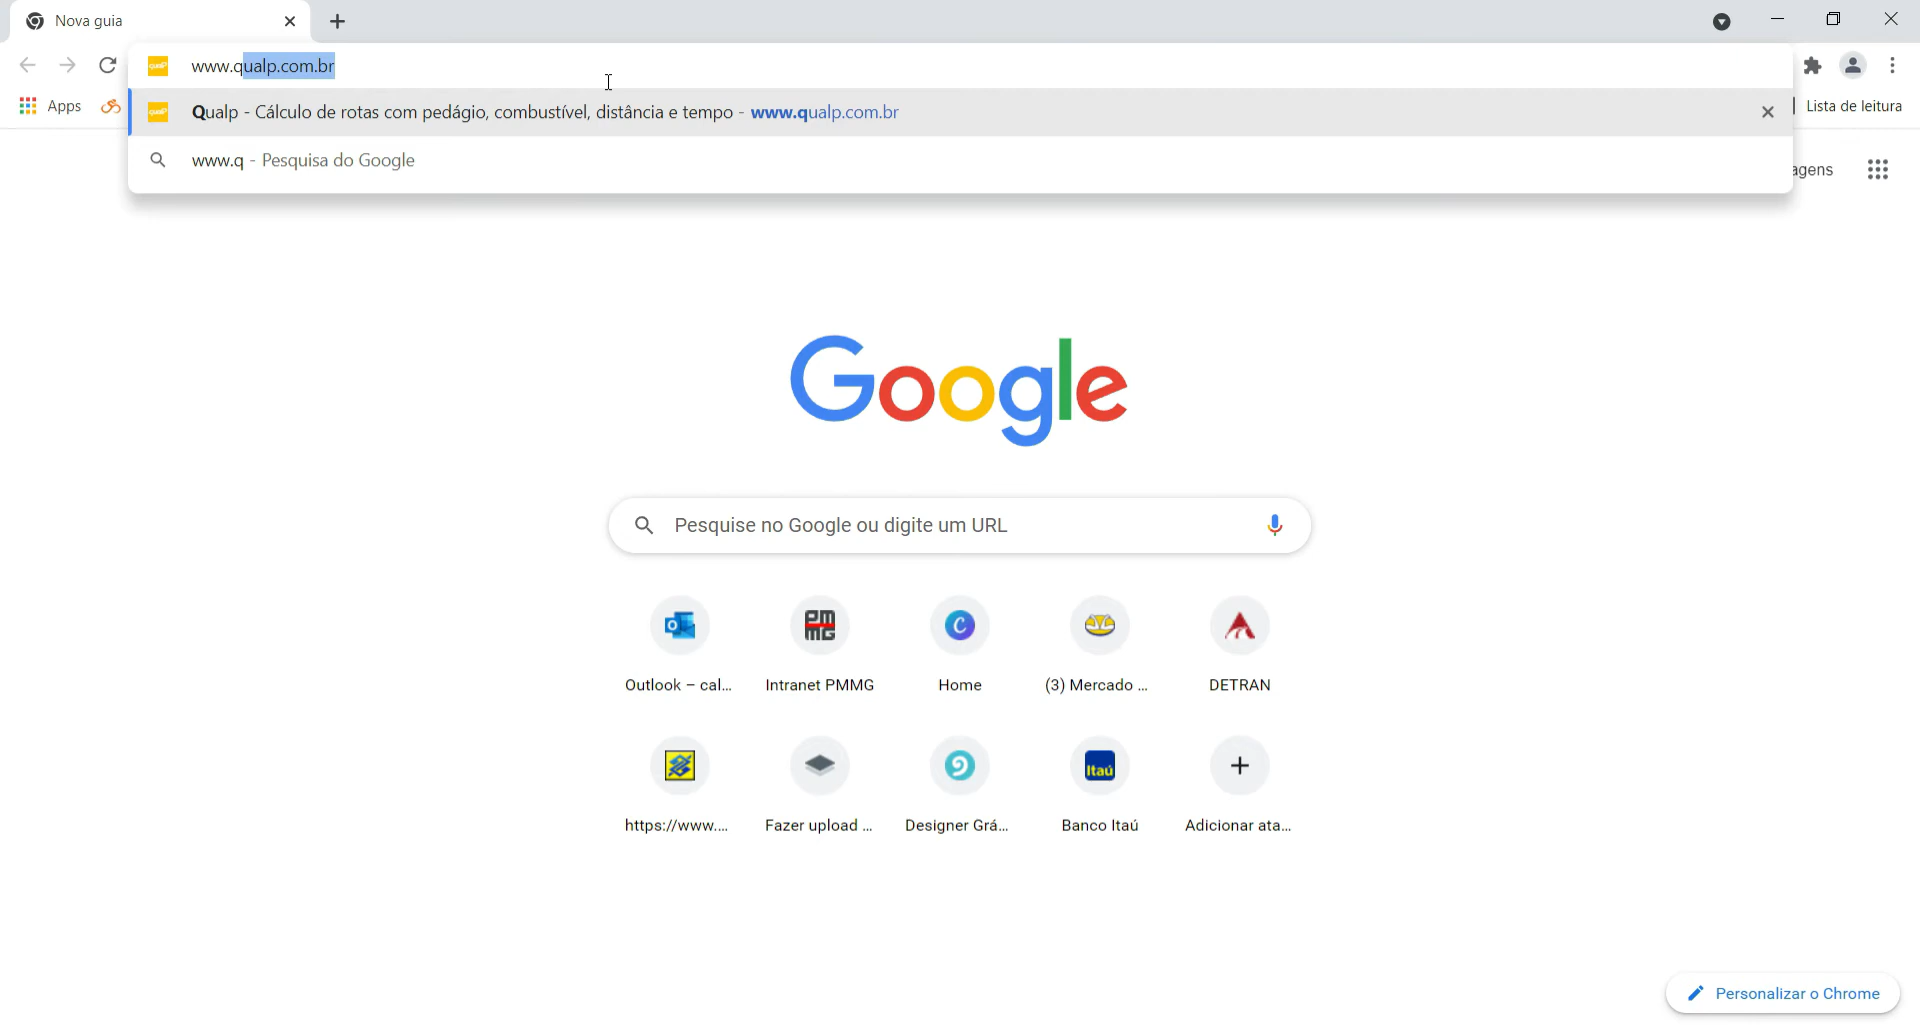 Nova guia
www.qualp.com.br
Apps
Qualp - Cálculo de rotas com pedágio, combustível, distância e tempo - www.qualp.com.br
Lista de leitura
www.q - Pesquisa do Google
agens
Google
Pesquise no Google ou digite um URL
Outlook – cal...
Intranet PMMG
Home
(3) Mercado ...
DETRAN
https://www....
Fazer upload ...
Designer Grá...
Banco Itaú
Adicionar ata...
PMMG
Itaú
Personalizar o Chrome